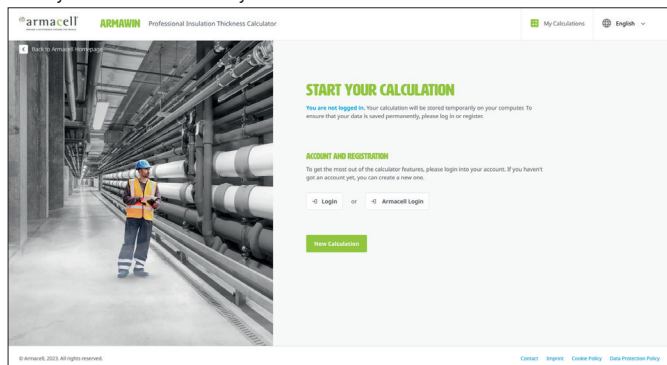 armacell
ARMAWIN Professional Insulation Thickness Calculator
My Calculations
English
Back to Armacell Homepage
START YOUR CALCULATION
You are not logged in. Your calculation will be stored temporarily on your computer. To
ensure that your data is saved permanently, please log in or register.
ACCOUNT AND REGISTRATION
To get the most out of the calculator features, please login into your account. If you haven't
got an account yet, you can create a new one.
Login or Armacell Login
New Calculation
© Armacell, 2023. All rights reserved.
Contact Imprint Cookie Policy Data Protection Policy